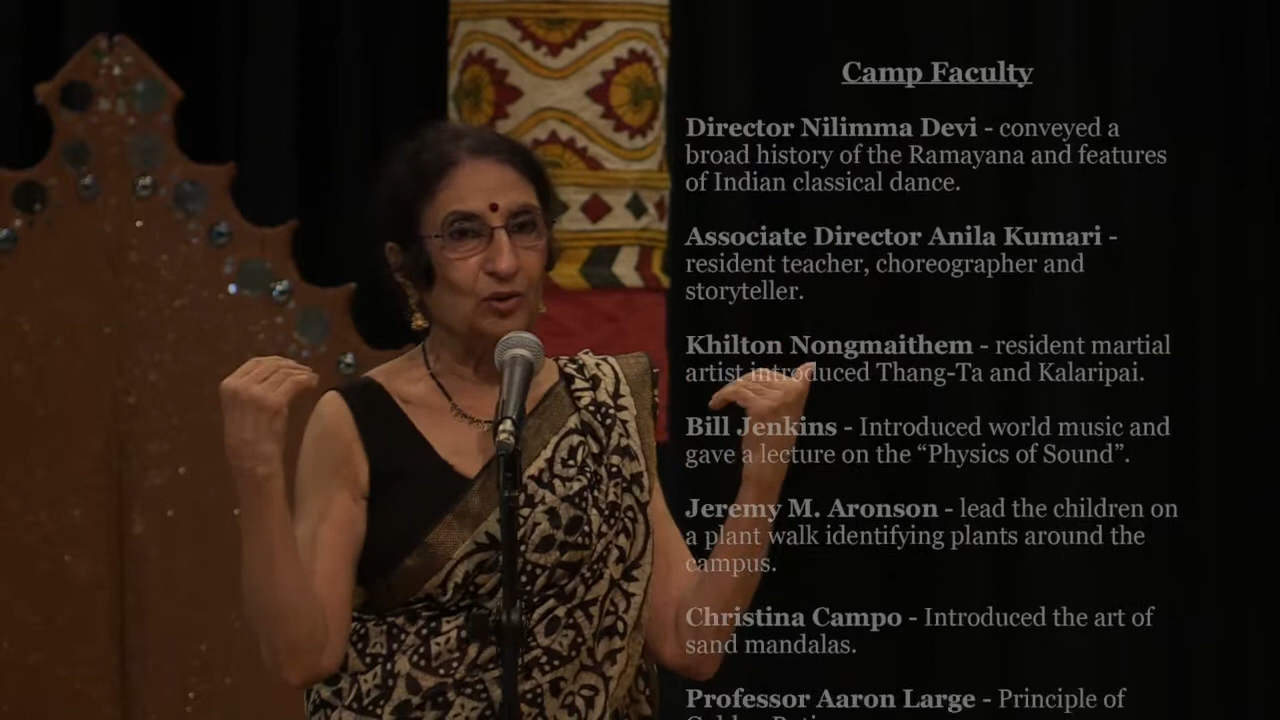 Camp Faculty
Director Nilimma Devi - conveyed a
broad history of the Ramayana and features
of Indian classical dance.
Associate Director Anila Kumari -
resident teacher, choreographer and
storyteller.
Khilton Nongmaithem - resident martial
artist introduced Thang-Ta and Kalaripai.
Bill Jenkins - Introduced world music and
gave a lecture on the “Physics of Sound”.
Jeremy M. Aronson - lead the children on
a plant walk identifying plants around the
campus.
Christina Campo - Introduced the art of
sand mandalas.
Professor Aaron Large - Principle of